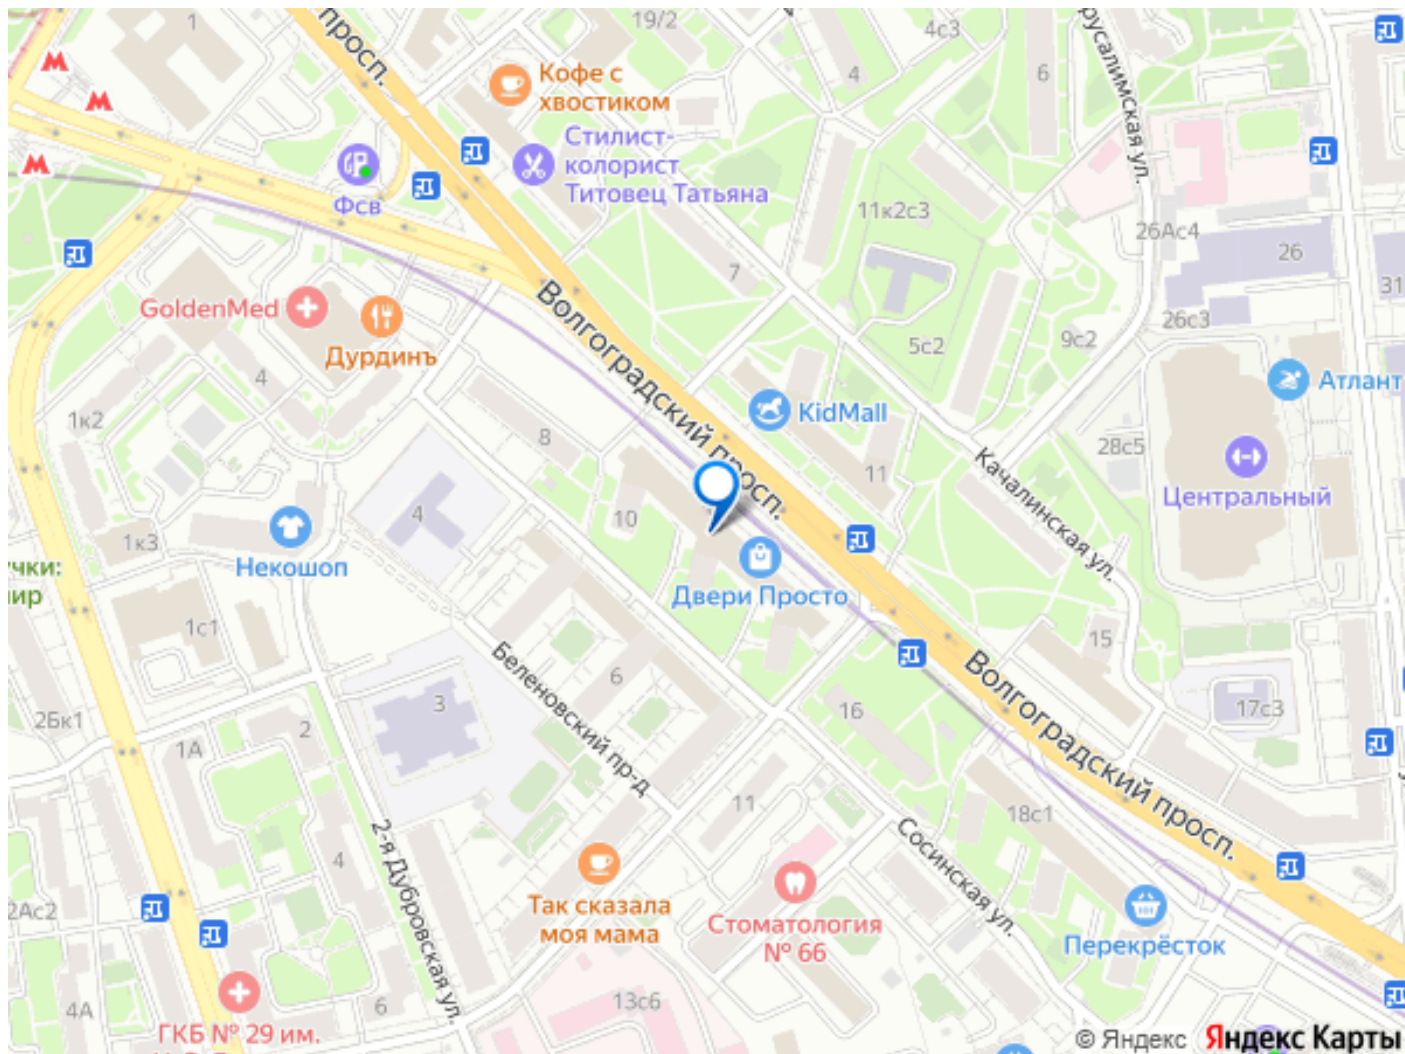 1
просп.
19/2
4с3
Кофе с
хвостиком
4
6
Стилист-
колорист
Титовец Татьяна
Фсв
11к2с3
26Ас4
26
31
7
GoldenMed
Дурдинъ
4
Волгоградский просп.
5с2
9с2
26с3
Атлант
1к2
8
KidMall
11
28с5
Центральный
Качалинская ул.
4
10
1к3
Некошоп
Двери Просто
чки:
ир
1с1
Беленовский пр-д
6
15
Волгоградский просп.
2Бк1
1А
2
3
16
17с3
11
18с1
2-я Дубровская ул.
4
Сосинская ул.
2Ас2
Так сказала
моя мама
Стоматология
№ 66
Перекрёсток
4А
6
13с6
ГКБ № 29 им.
© Яндекс Яндекс Карты